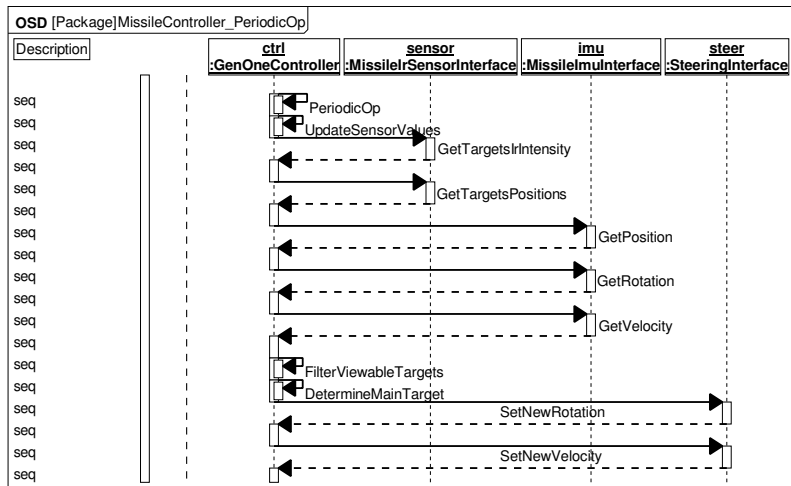 OSD [Package]MissileController_PeriodicOp
Description
ctrl
:GenOneController
sensor
:MissileIrSensorInterface
imu
:MissileImuInterface
steer
:SteeringInterface
seq
PeriodicOp
seq
UpdateSensorValues
seq
GetTargetsIrIntensity
seq
seq
GetTargetsPositions
seq
seq
GetPosition
seq
seq
GetRotation
seq
seq
GetVelocity
seq
seq
FilterViewableTargets
seq
DetermineMainTarget
seq
SetNewRotation
seq
seq
SetNewVelocity
seq